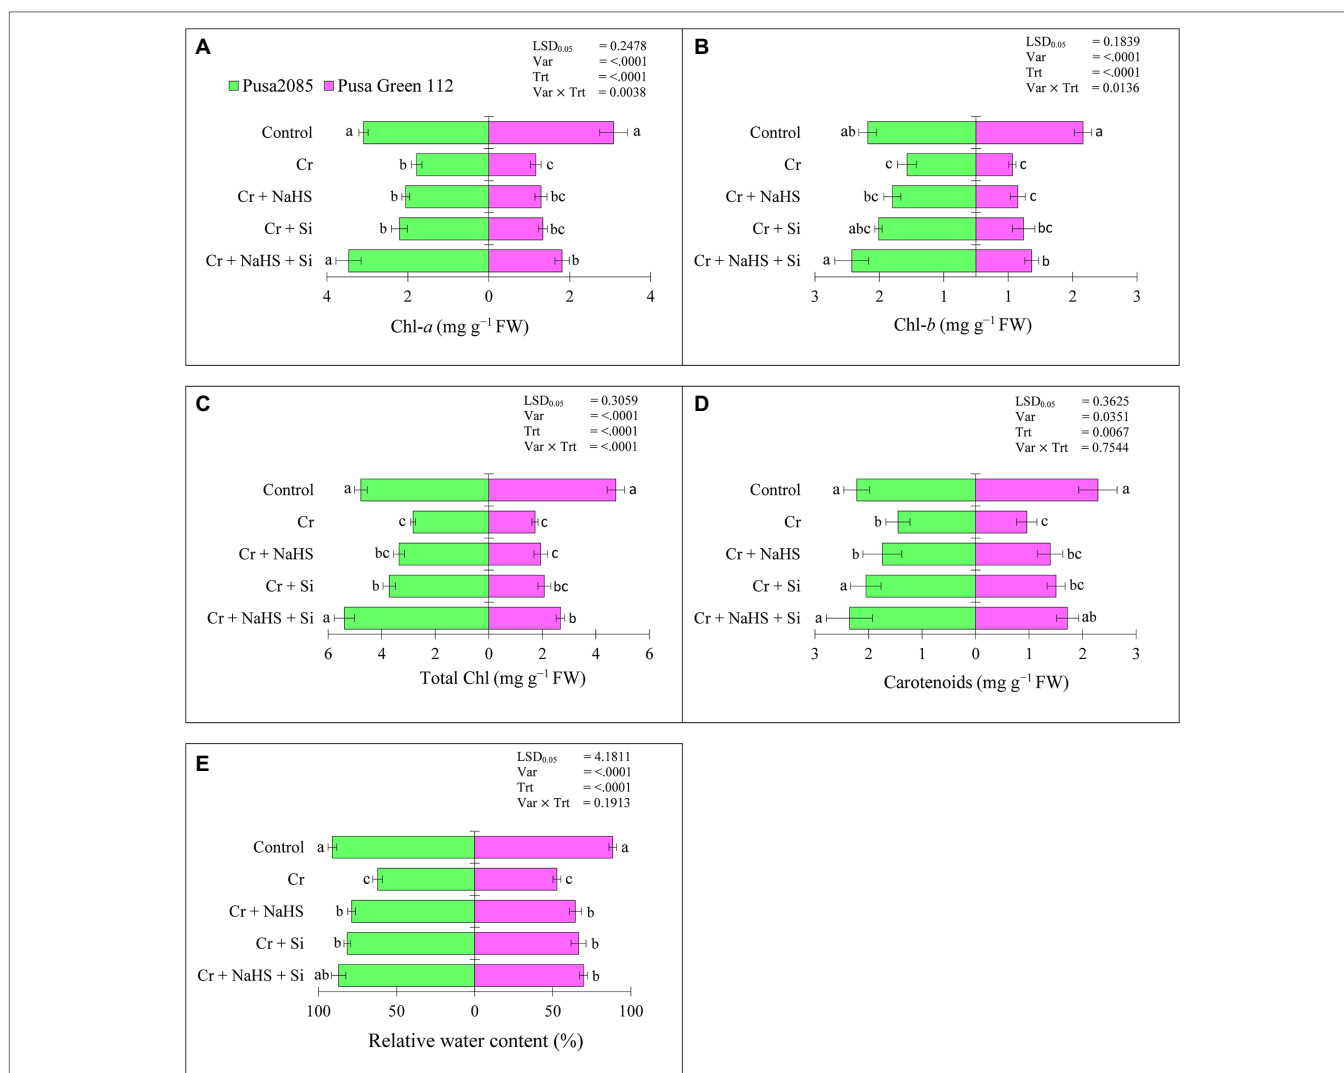 A
LSD0.05 = 0.2478
Var = <.0001
Trt = <.0001
Var × Trt = 0.0038
Pusa2085 Pusa Green 112
Control a a
Cr b c
Cr + NaHS b bc
Cr + Si b bc
Cr + NaHS + Si a b
4 2 0 2 4
Chl-a (mg g−1 FW)
B
LSD0.05 = 0.1839
Var = <.0001
Trt = <.0001
Var × Trt = 0.0136
Control ab a
Cr c c
Cr + NaHS bc c
Cr + Si abc bc
Cr + NaHS + Si a b
3 2 1 1 2 3
Chl-b (mg g−1 FW)
C
LSD0.05 = 0.3059
Var = <.0001
Trt = <.0001
Var × Trt = <.0001
Control a a
Cr c c
Cr + NaHS bc c
Cr + Si b bc
Cr + NaHS + Si a b
6 4 2 0 2 4 6
Total Chl (mg g−1 FW)
D
LSD0.05 = 0.3625
Var = 0.0351
Trt = 0.0067
Var × Trt = 0.7544
Control a a
Cr b c
Cr + NaHS b bc
Cr + Si a bc
Cr + NaHS + Si a ab
3 2 1 0 1 2 3
Carotenoids (mg g−1 FW)
E
LSD0.05 = 4.1811
Var = <.0001
Trt = <.0001
Var × Trt = 0.1913
Control a a
Cr c c
Cr + NaHS b b
Cr + Si b b
Cr + NaHS + Si ab b
100 50 0 50 100
Relative water content (%)